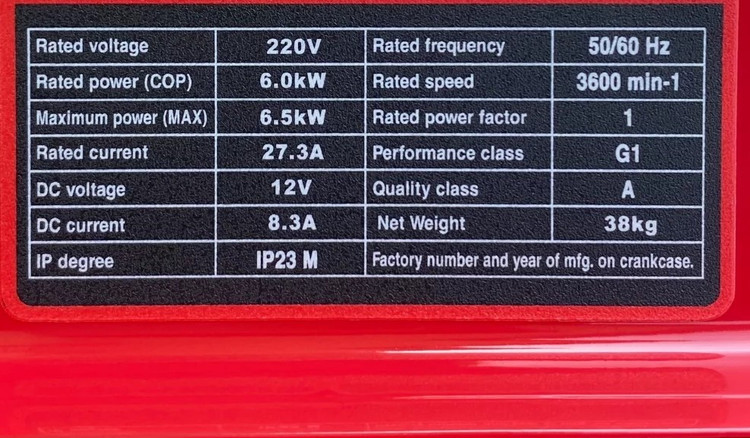 Rated voltage 220V Rated frequency 50/60 Hz
Rated power (COP) 6.0kW Rated speed 3600 min-1
Maximum power (MAX) 6.5kW Rated power factor 1
Rated current 27.3A Performance class G1
DC voltage 12V Quality class A
DC current 8.3A Net Weight 38kg
IP degree IP23 M Factory number and year of mfg. on crankcase.